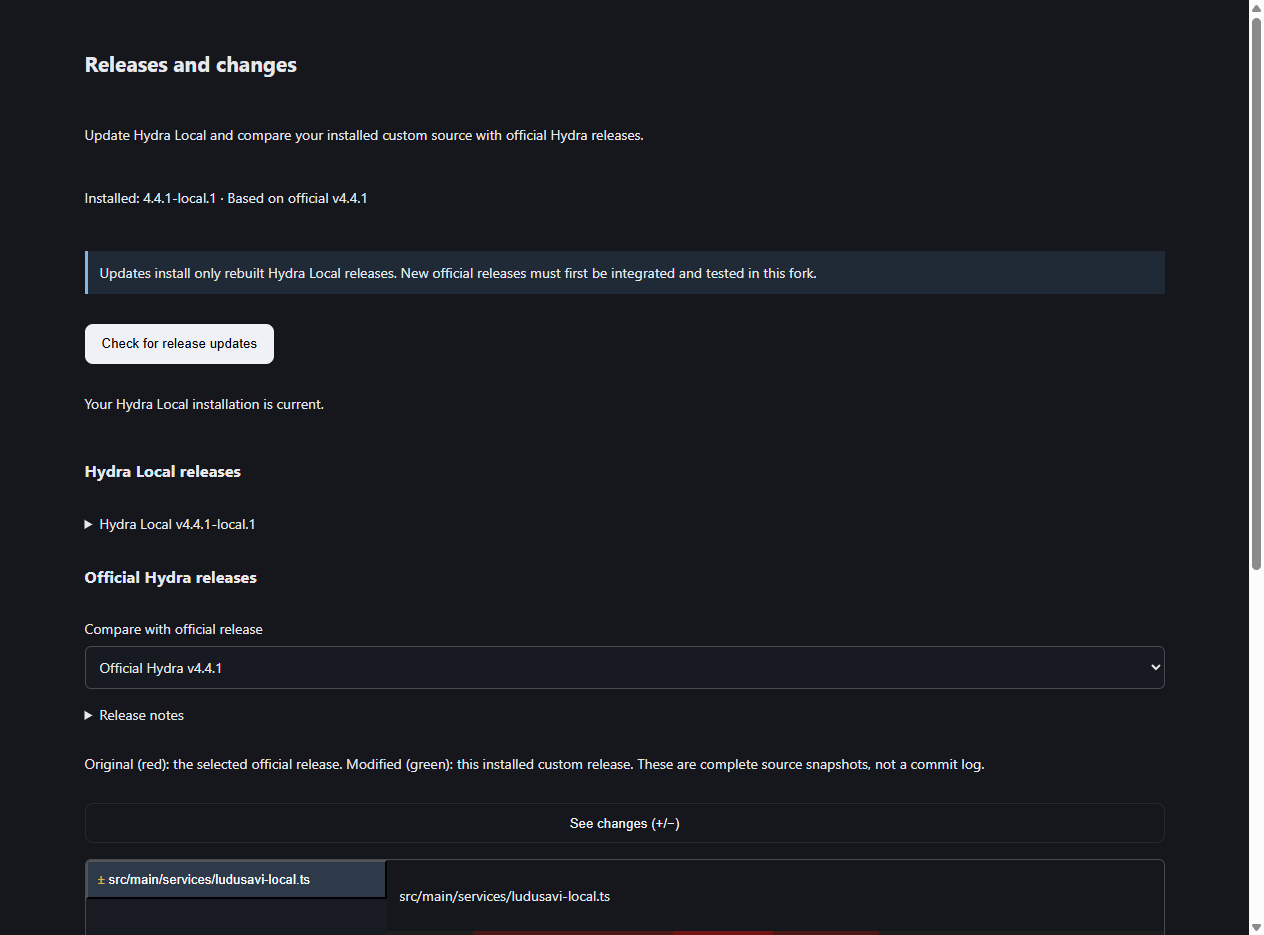 Releases and changes
Update Hydra Local and compare your installed custom source with official Hydra releases.
Installed: 4.4.1-local.1 · Based on official v4.4.1
Updates install only rebuilt Hydra Local releases. New official releases must first be integrated and tested in this fork.
Check for release updates
Your Hydra Local installation is current.
Hydra Local releases
▶ Hydra Local v4.4.1-local.1
Official Hydra releases
Compare with official release
Official Hydra v4.4.1
▶ Release notes
Original (red): the selected official release. Modified (green): this installed custom release. These are complete source snapshots, not a commit log.
See changes (+/−)
± src/main/services/ludusavi-local.ts
src/main/services/ludusavi-local.ts